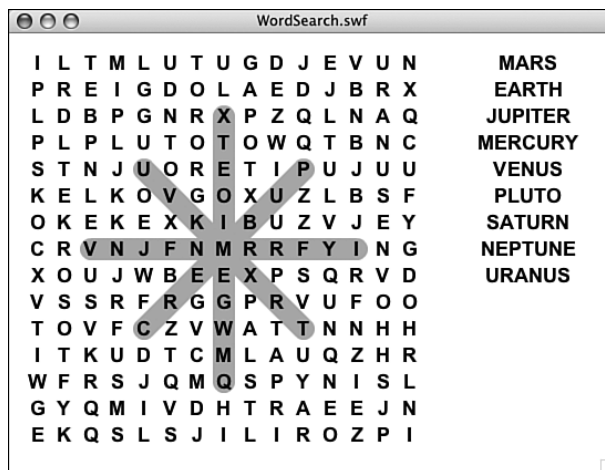 WordSearch.swf
I L T M L U T U G D J E V U N MARS
P R E I G D O L A E D J B R X EARTH
L D B P G N R X P Z Q L N A Q JUPITER
P L P L U T O T O W Q T B N C MERCURY
S T N J U O R E T I P U J U U VENUS
K E L K O V G O X U Z L B S F PLUTO
O K E K E X K I B U Z V J E Y SATURN
C R V N J F N M R R F Y I N G NEPTUNE
X O U J W B E E X P S Q R V D URANUS
V S S R F R G G P R V U F O O
T O V F C Z V W A T T N N H H
I T K U D T C M L A U Q Z H R
W F R S J Q M Q S P Y N I S L
G Y Q M I V D H T R A E E J N
E K Q S L S J I L I R O Z P I